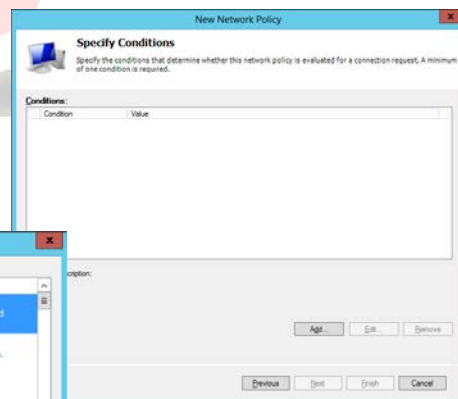 New Network Policy
x
Specify Conditions
Specify the conditions that determine whether this network policy is evaluated for a connection request. A minimum
of one condition is required.
Conditions:
Condition Value
x
Add... Edit... Remove
Previous Next Finish Cancel